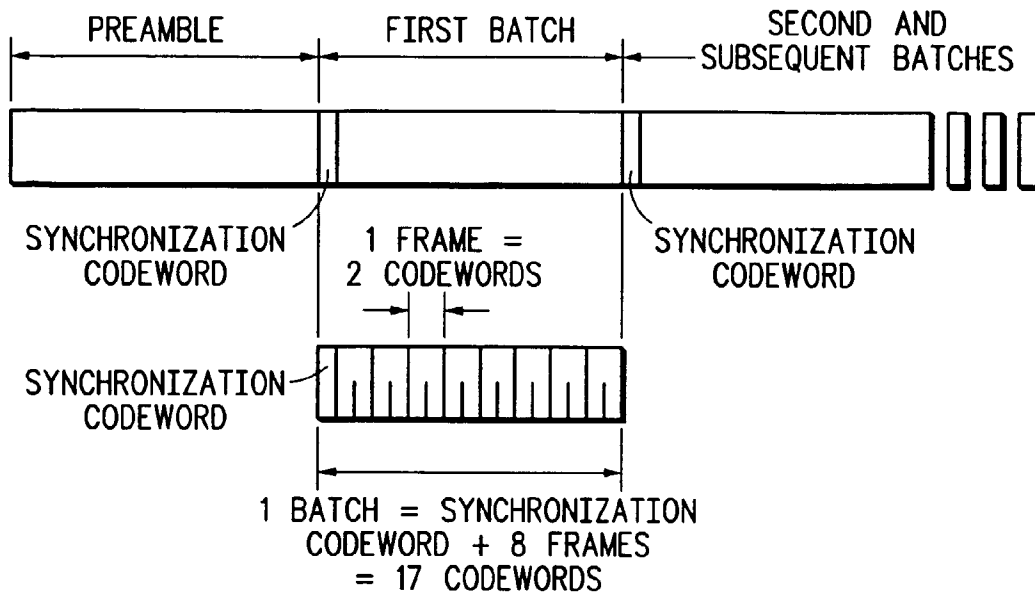 PREAMBLE
FIRST BATCH
SECOND AND
SUBSEQUENT BATCHES
SYNCHRONIZATION
CODEWORD
1 FRAME =
2 CODEWORDS
SYNCHRONIZATION
CODEWORD
SYNCHRONIZATION
CODEWORD
1 BATCH = SYNCHRONIZATION
CODEWORD + 8 FRAMES
= 17 CODEWORDS